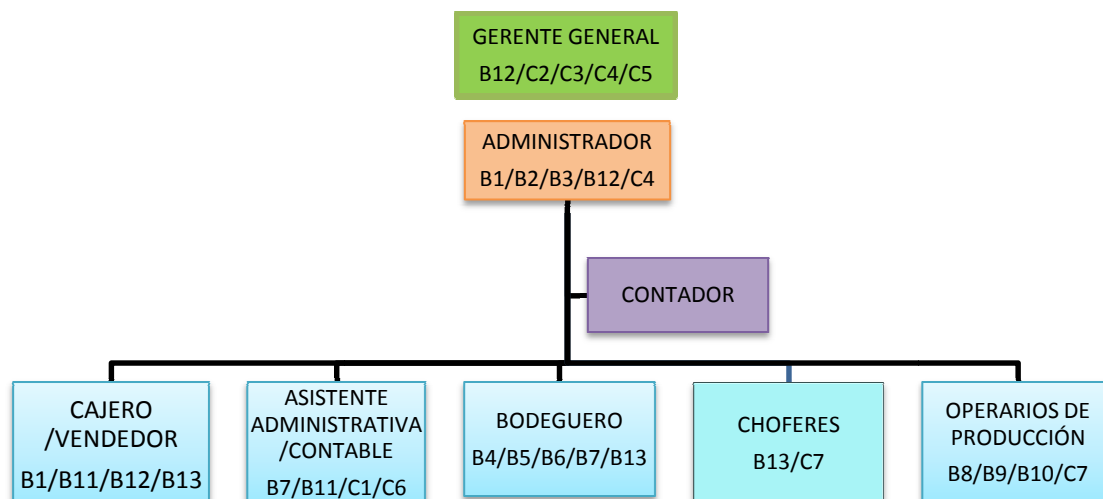 GERENTE GENERAL
B12/C2/C3/C4/C5
ADMINISTRADOR
B1/B2/B3/B12/C4
CONTADOR
CAJERO
/VENDEDOR
B1/B11/B12/B13
ASISTENTE
ADMINISTRATIVA
/CONTABLE
B7/B11/C1/C6
BODEGUERO
B4/B5/B6/B7/B13
CHOFERES
B13/C7
OPERARIOS DE
PRODUCCIÓN
B8/B9/B10/C7